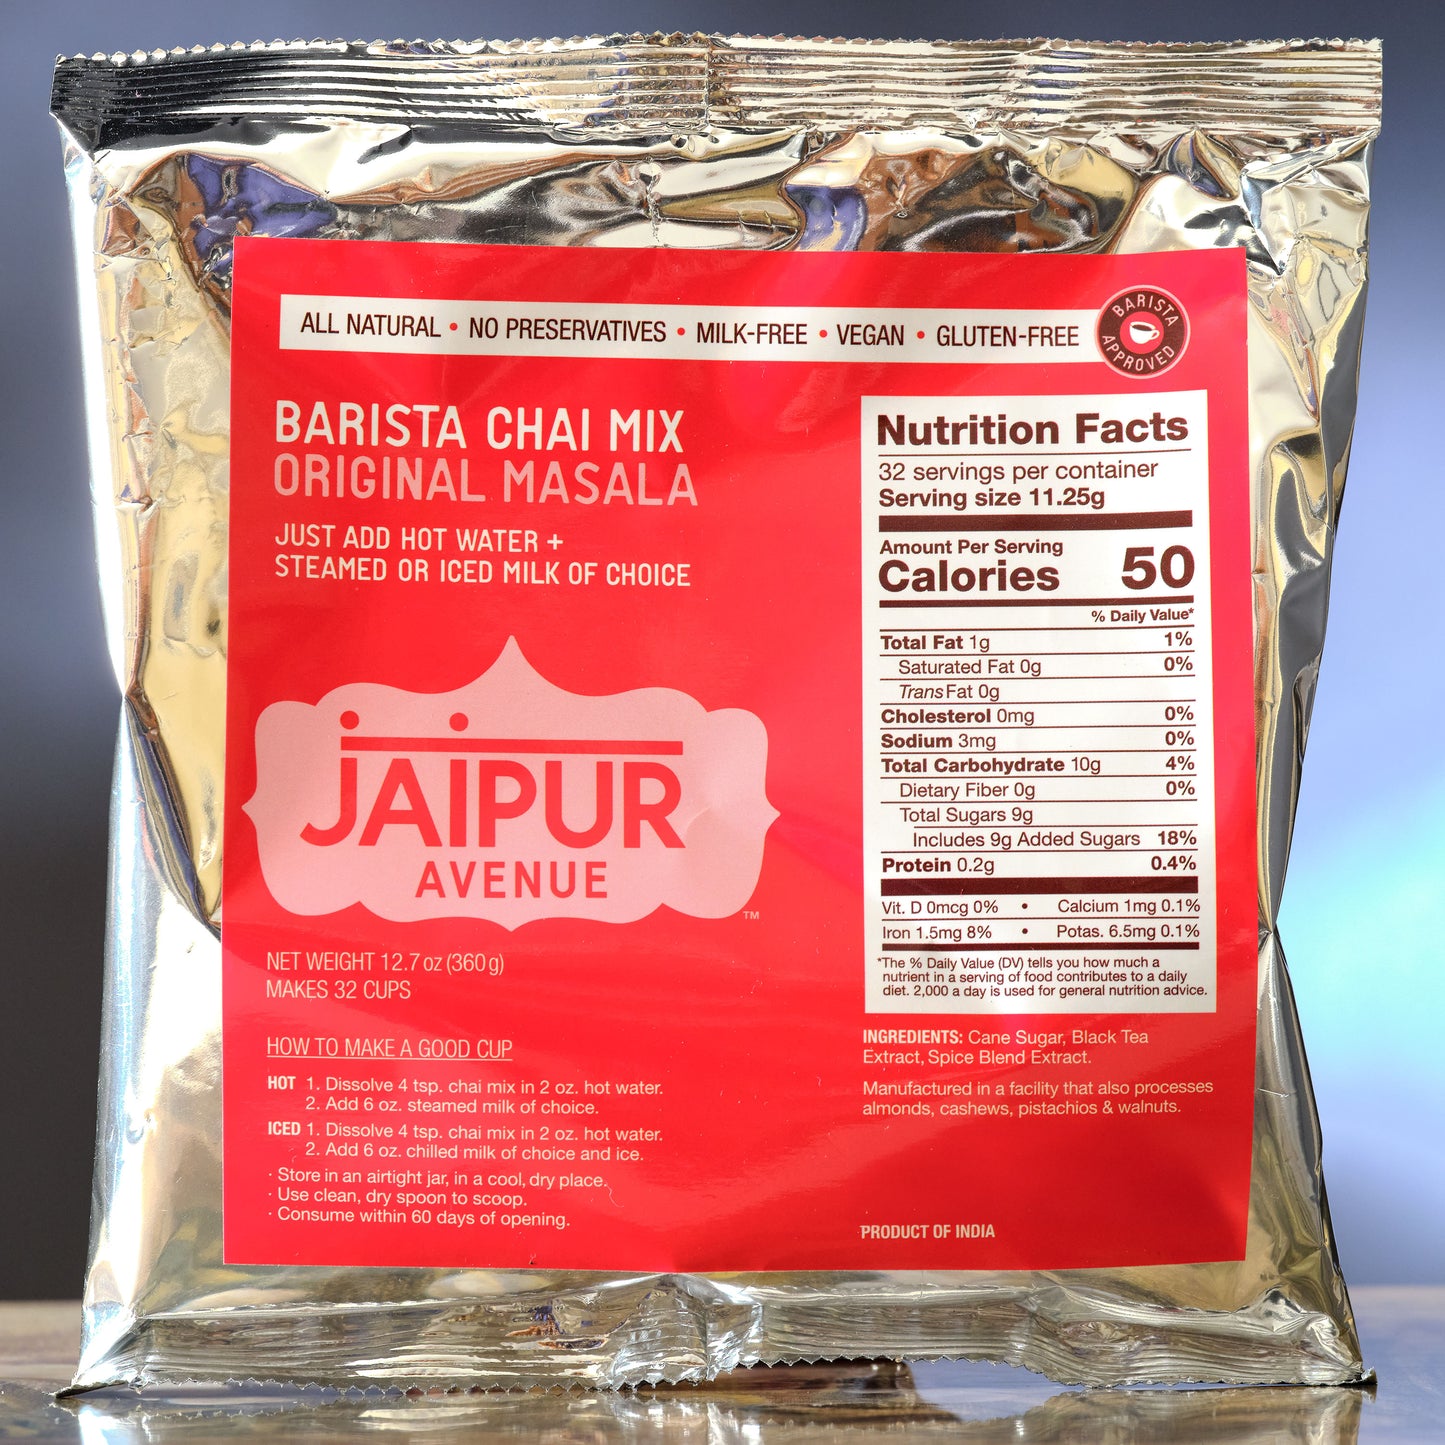 ALL NATURAL • NO PRESERVATIVES • MILK-FREE • VEGAN • GLUTEN-FREE
BARISTA
APPROVED
BARISTA CHAI MIX
ORIGINAL MASALA
JUST ADD HOT WATER +
STEAMED OR ICED MILK OF CHOICE
JAIPUR
AVENUE
TM
NET WEIGHT 12.7 oz (360 g)
MAKES 32 CUPS
HOW TO MAKE A GOOD CUP
HOT 1. Dissolve 4 tsp. chai mix in 2 oz. hot water.
2. Add 6 oz. steamed milk of choice.
ICED 1. Dissolve 4 tsp. chai mix in 2 oz. hot water.
2. Add 6 oz. chilled milk of choice and ice.
· Store in an airtight jar, in a cool, dry place.
· Use clean, dry spoon to scoop.
· Consume within 60 days of opening.
Nutrition Facts
32 servings per container
Serving size 11.25g
Amount Per Serving
Calories 50
% Daily Value*
Total Fat 1g 1%
Saturated Fat 0g 0%
Trans Fat 0g
Cholesterol 0mg 0%
Sodium 3mg 0%
Total Carbohydrate 10g 4%
Dietary Fiber 0g 0%
Total Sugars 9g
Includes 9g Added Sugars 18%
Protein 0.2g 0.4%
Vit. D 0mcg 0% • Calcium 1mg 0.1%
Iron 1.5mg 8% • Potas. 6.5mg 0.1%
*The % Daily Value (DV) tells you how much a
nutrient in a serving of food contributes to a daily
diet. 2,000 a day is used for general nutrition advice.
INGREDIENTS: Cane Sugar, Black Tea
Extract, Spice Blend Extract.
Manufactured in a facility that also processes
almonds, cashews, pistachios & walnuts.
PRODUCT OF INDIA